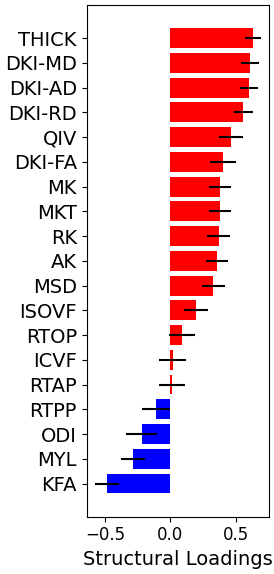 THICK
DKI-MD
DKI-AD
DKI-RD
QIV
DKI-FA
MK
MKT
RK
AK
MSD
ISOVF
RTOP
ICVF
RTAP
RTPP
ODI
MYL
KFA
−0.5 0.0 0.5
Structural Loadings